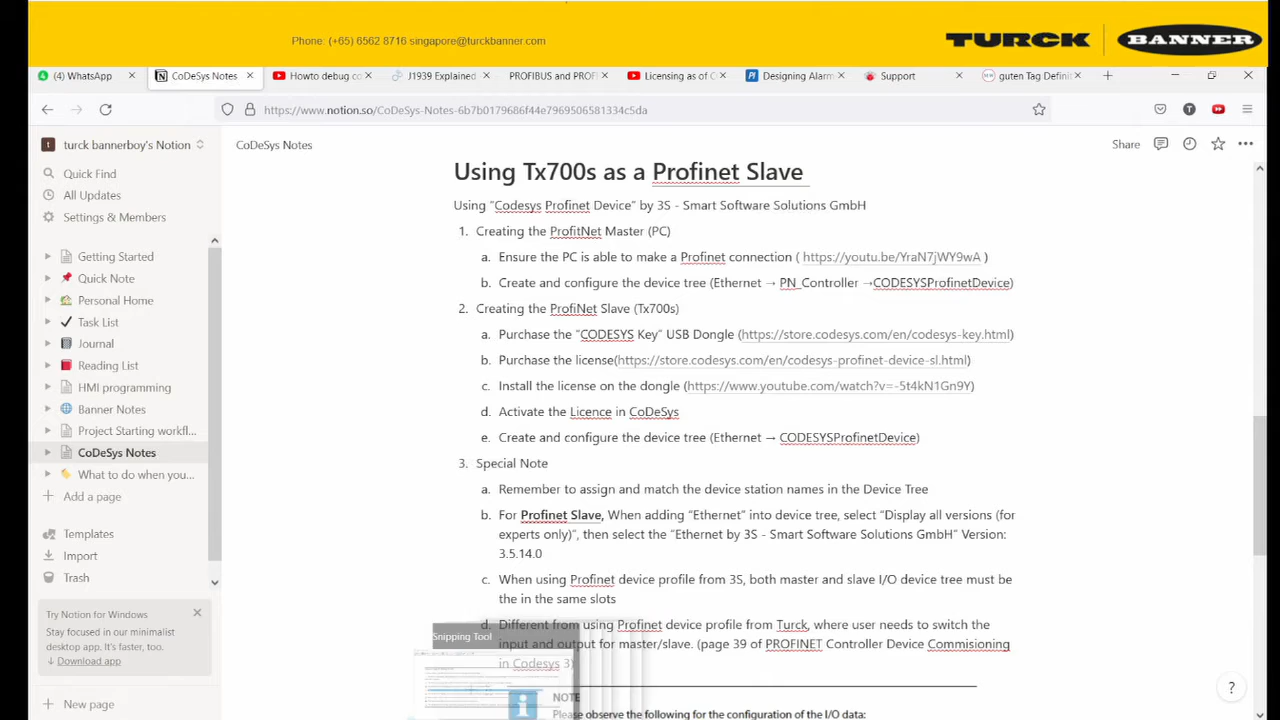 Phone: (+65) 6562 8716 singapore@turckbanner.com
TURCK
BANNER
(4) WhatsApp
CoDeSys Notes
Howto debug co
J1939 Explained
PROFIBUS and PROF
Licensing as of C
Designing Alarm
Support
guten Tag Definit
https://www.notion.so/CoDeSys-Notes-6b7b0179686f44e7969506581334c5da
turck bannerboy's Notion
CoDeSys Notes
Share
Quick Find
All Updates
Settings & Members
Getting Started
Quick Note
Personal Home
Task List
Journal
Reading List
HMI programming
Banner Notes
Project Starting workfl...
CoDeSys Notes
What to do when you...
Add a page
Templates
Import
Trash
Try Notion for Windows
Stay focused in our minimalist
desktop app. It's faster, too.
Download app
New page
Using Tx700s as a Profinet Slave
Using "Codesys Profinet Device" by 3S - Smart Software Solutions GmbH
1. Creating the ProfitNet Master (PC)
a. Ensure the PC is able to make a Profinet connection ( https://youtu.be/YraN7jWY9wA )
b. Create and configure the device tree (Ethernet → PN_Controller →CODESYSProfinetDevice)
2. Creating the ProfiNet Slave (Tx700s)
a. Purchase the "CODESYS Key" USB Dongle (https://store.codesys.com/en/codesys-key.html)
b. Purchase the license(https://store.codesys.com/en/codesys-profinet-device-sl.html)
c. Install the license on the dongle (https://www.youtube.com/watch?v=-5t4kN1Gn9Y)
d. Activate the Licence in CoDeSys
e. Create and configure the device tree (Ethernet → CODESYSProfinetDevice)
3. Special Note
a. Remember to assign and match the device station names in the Device Tree
b. For Profinet Slave, When adding "Ethernet" into device tree, select "Display all versions (for
experts only)", then select the "Ethernet by 3S - Smart Software Solutions GmbH" Version:
3.5.14.0
c. When using Profinet device profile from 3S, both master and slave I/O device tree must be
the in the same slots
d. Different from using Profinet device profile from Turck, where user needs to switch the
input and output for master/slave. (page 39 of PROFINET Controller Device Commisioning
in Codesys 3)
Snipping Tool
NOTE
Please observe the following for the configuration of the I/O data:
?